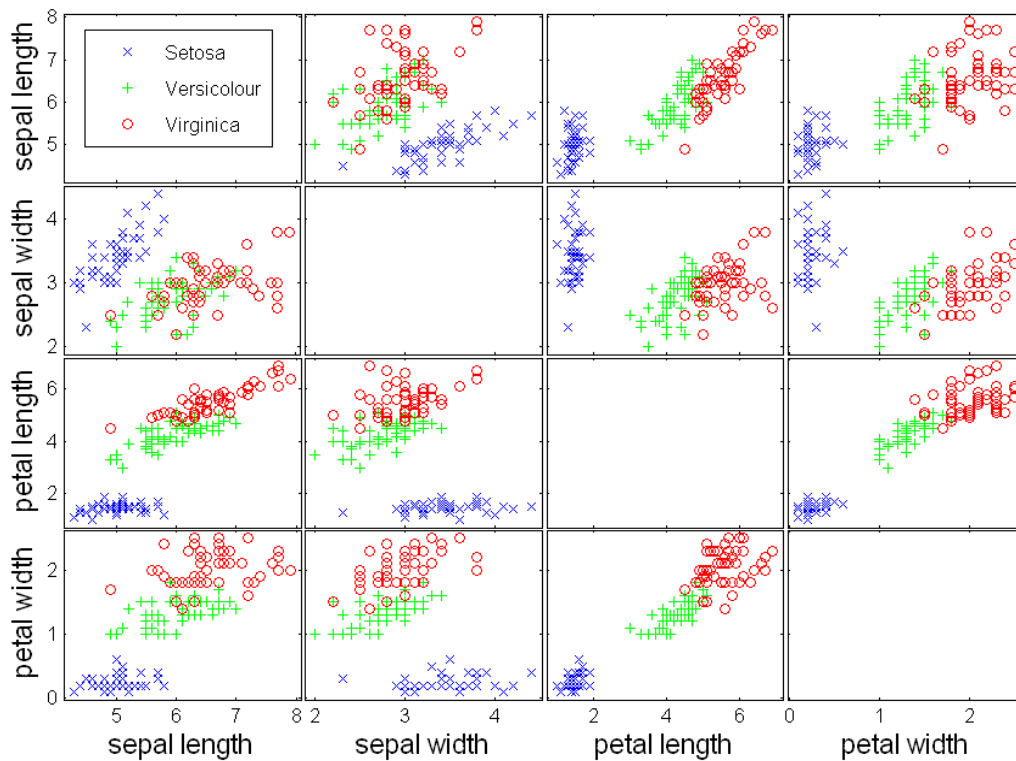 Setosa
Versicolour
Virginica
sepal length
8
7
6
5
sepal width
4
3
2
petal length
6
4
2
petal width
2
1
0
5 6 7 8 2 3 4 2 4 6 0 1 2
sepal length sepal width petal length petal width